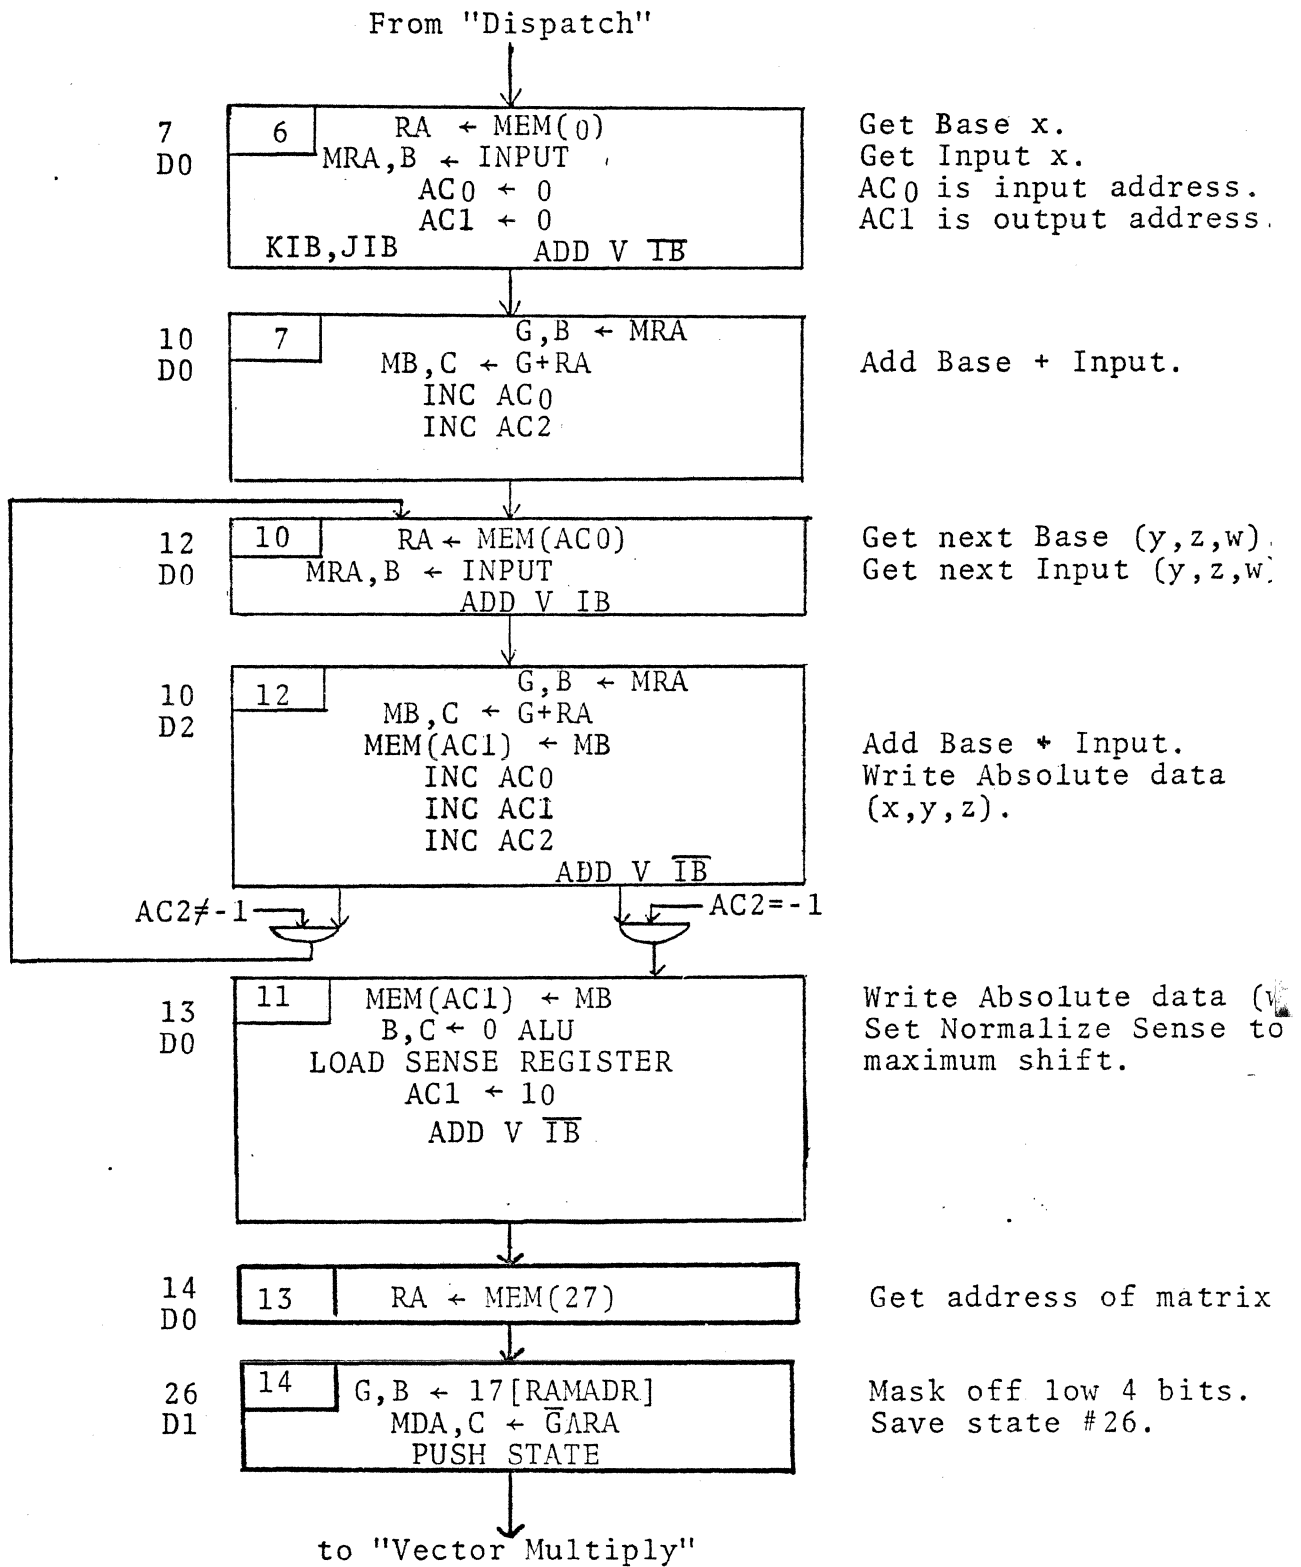 From "Dispatch"
7
D0
6
RA ← MEM(0)
MRA,B ← INPUT
AC0 ← 0
AC1 ← 0
KIB,JIB ADD V I̅B̅
Get Base x.
Get Input x.
AC0 is input address.
AC1 is output address.
10
D0
7
G,B ← MRA
MB,C ← G+RA
INC AC0
INC AC2
Add Base + Input.
12
D0
10
RA ← MEM(AC0)
MRA,B ← INPUT
ADD V IB
Get next Base (y,z,w).
Get next Input (y,z,w)
10
D2
12
G,B ← MRA
MB,C ← G+RA
MEM(AC1) ← MB
INC AC0
INC AC1
INC AC2
ADD V I̅B̅
Add Base + Input.
Write Absolute data
(x,y,z).
AC2≠-1
AC2=-1
13
D0
11
MEM(AC1) ← MB
B,C ← 0 ALU
LOAD SENSE REGISTER
AC1 ← 10
ADD V I̅B̅
Write Absolute data
Set Normalize Sense to
maximum shift.
14
D0
13
RA ← MEM(27)
Get address of matrix
26
D1
14
G,B ← 17[RAMADR]
MDA,C ← G̅ΛRA
PUSH STATE
Mask off low 4 bits.
Save state #26.
to "Vector Multiply"